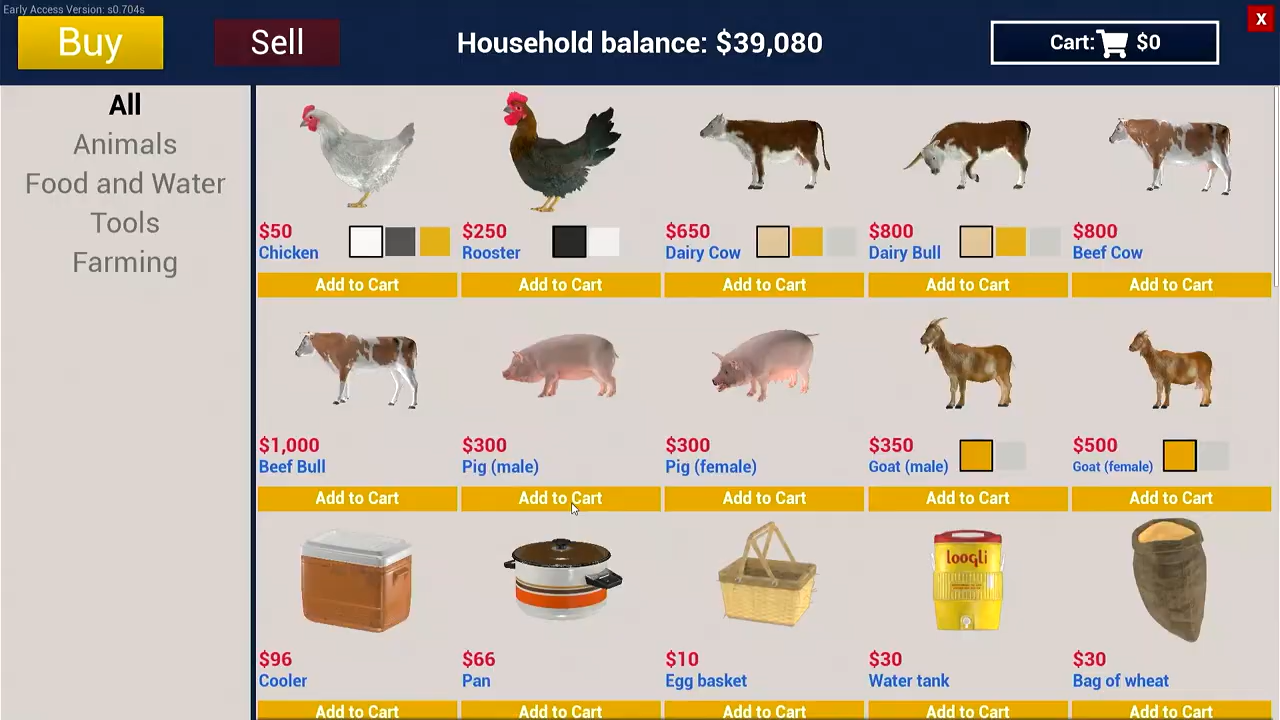 Early Access Version: s0.704s
Buy
Sell
Household balance: $39,080
Cart: $0
X
All
Animals
Food and Water
Tools
Farming
$50
Chicken
Add to Cart
$250
Rooster
Add to Cart
$650
Dairy Cow
Add to Cart
$800
Dairy Bull
Add to Cart
$800
Beef Cow
Add to Cart
$1,000
Beef Bull
Add to Cart
$300
Pig (male)
Add to Cart
$300
Pig (female)
Add to Cart
$350
Goat (male)
Add to Cart
$500
Goat (female)
Add to Cart
$96
Cooler
Add to Cart
$66
Pan
Add to Cart
$10
Egg basket
Add to Cart
loogli
$30
Water tank
Add to Cart
$30
Bag of wheat
Add to Cart